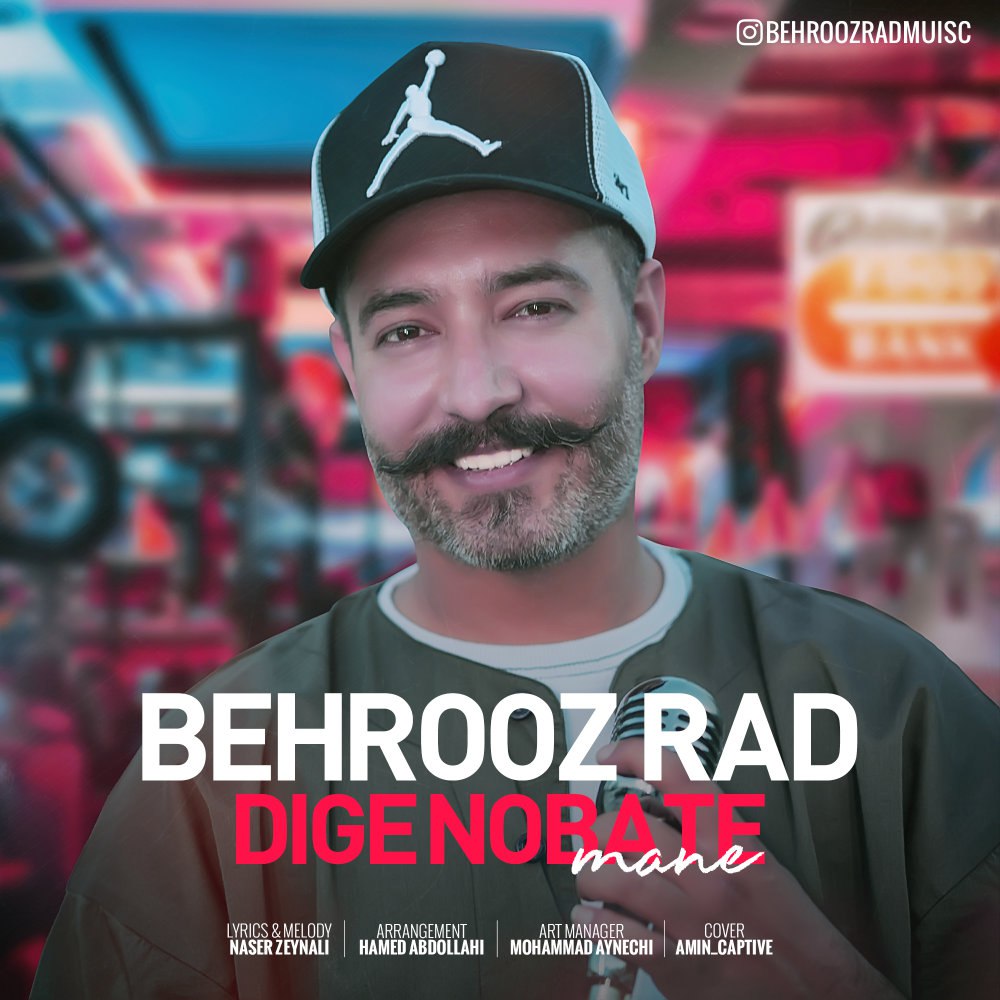 BEHROOZRADMUISC
BEHROOZ RAD
DIGE NOBATE
mane
LYRICS & MELODY
NASER ZEYNALI
ARRANGEMENT
HAMED ABDOLLAHI
ART MANAGER
MOHAMMAD AYNECHI
COVER
AMIN_CAPTIVE
BANK